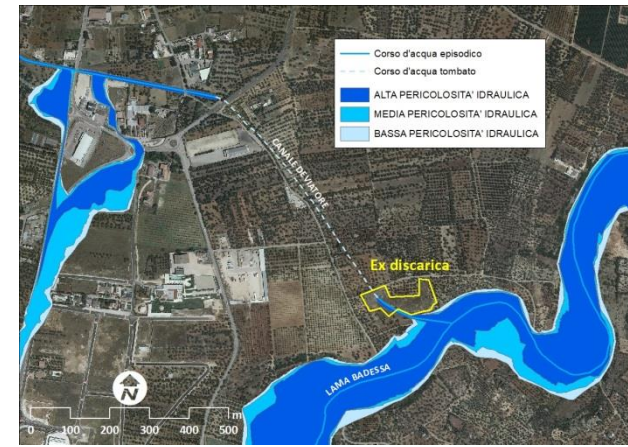 Corso d'acqua episodico
Corso d'acqua tombato
ALTA PERICOLOSITA' IDRAULICA
MEDIA PERICOLOSITA' IDRAULICA
BASSA PERICOLOSITA' IDRAULICA
CANALE DEVIATORE
Ex discarica
LAMA BADESSA
N
0 100 200 300 400 500
m